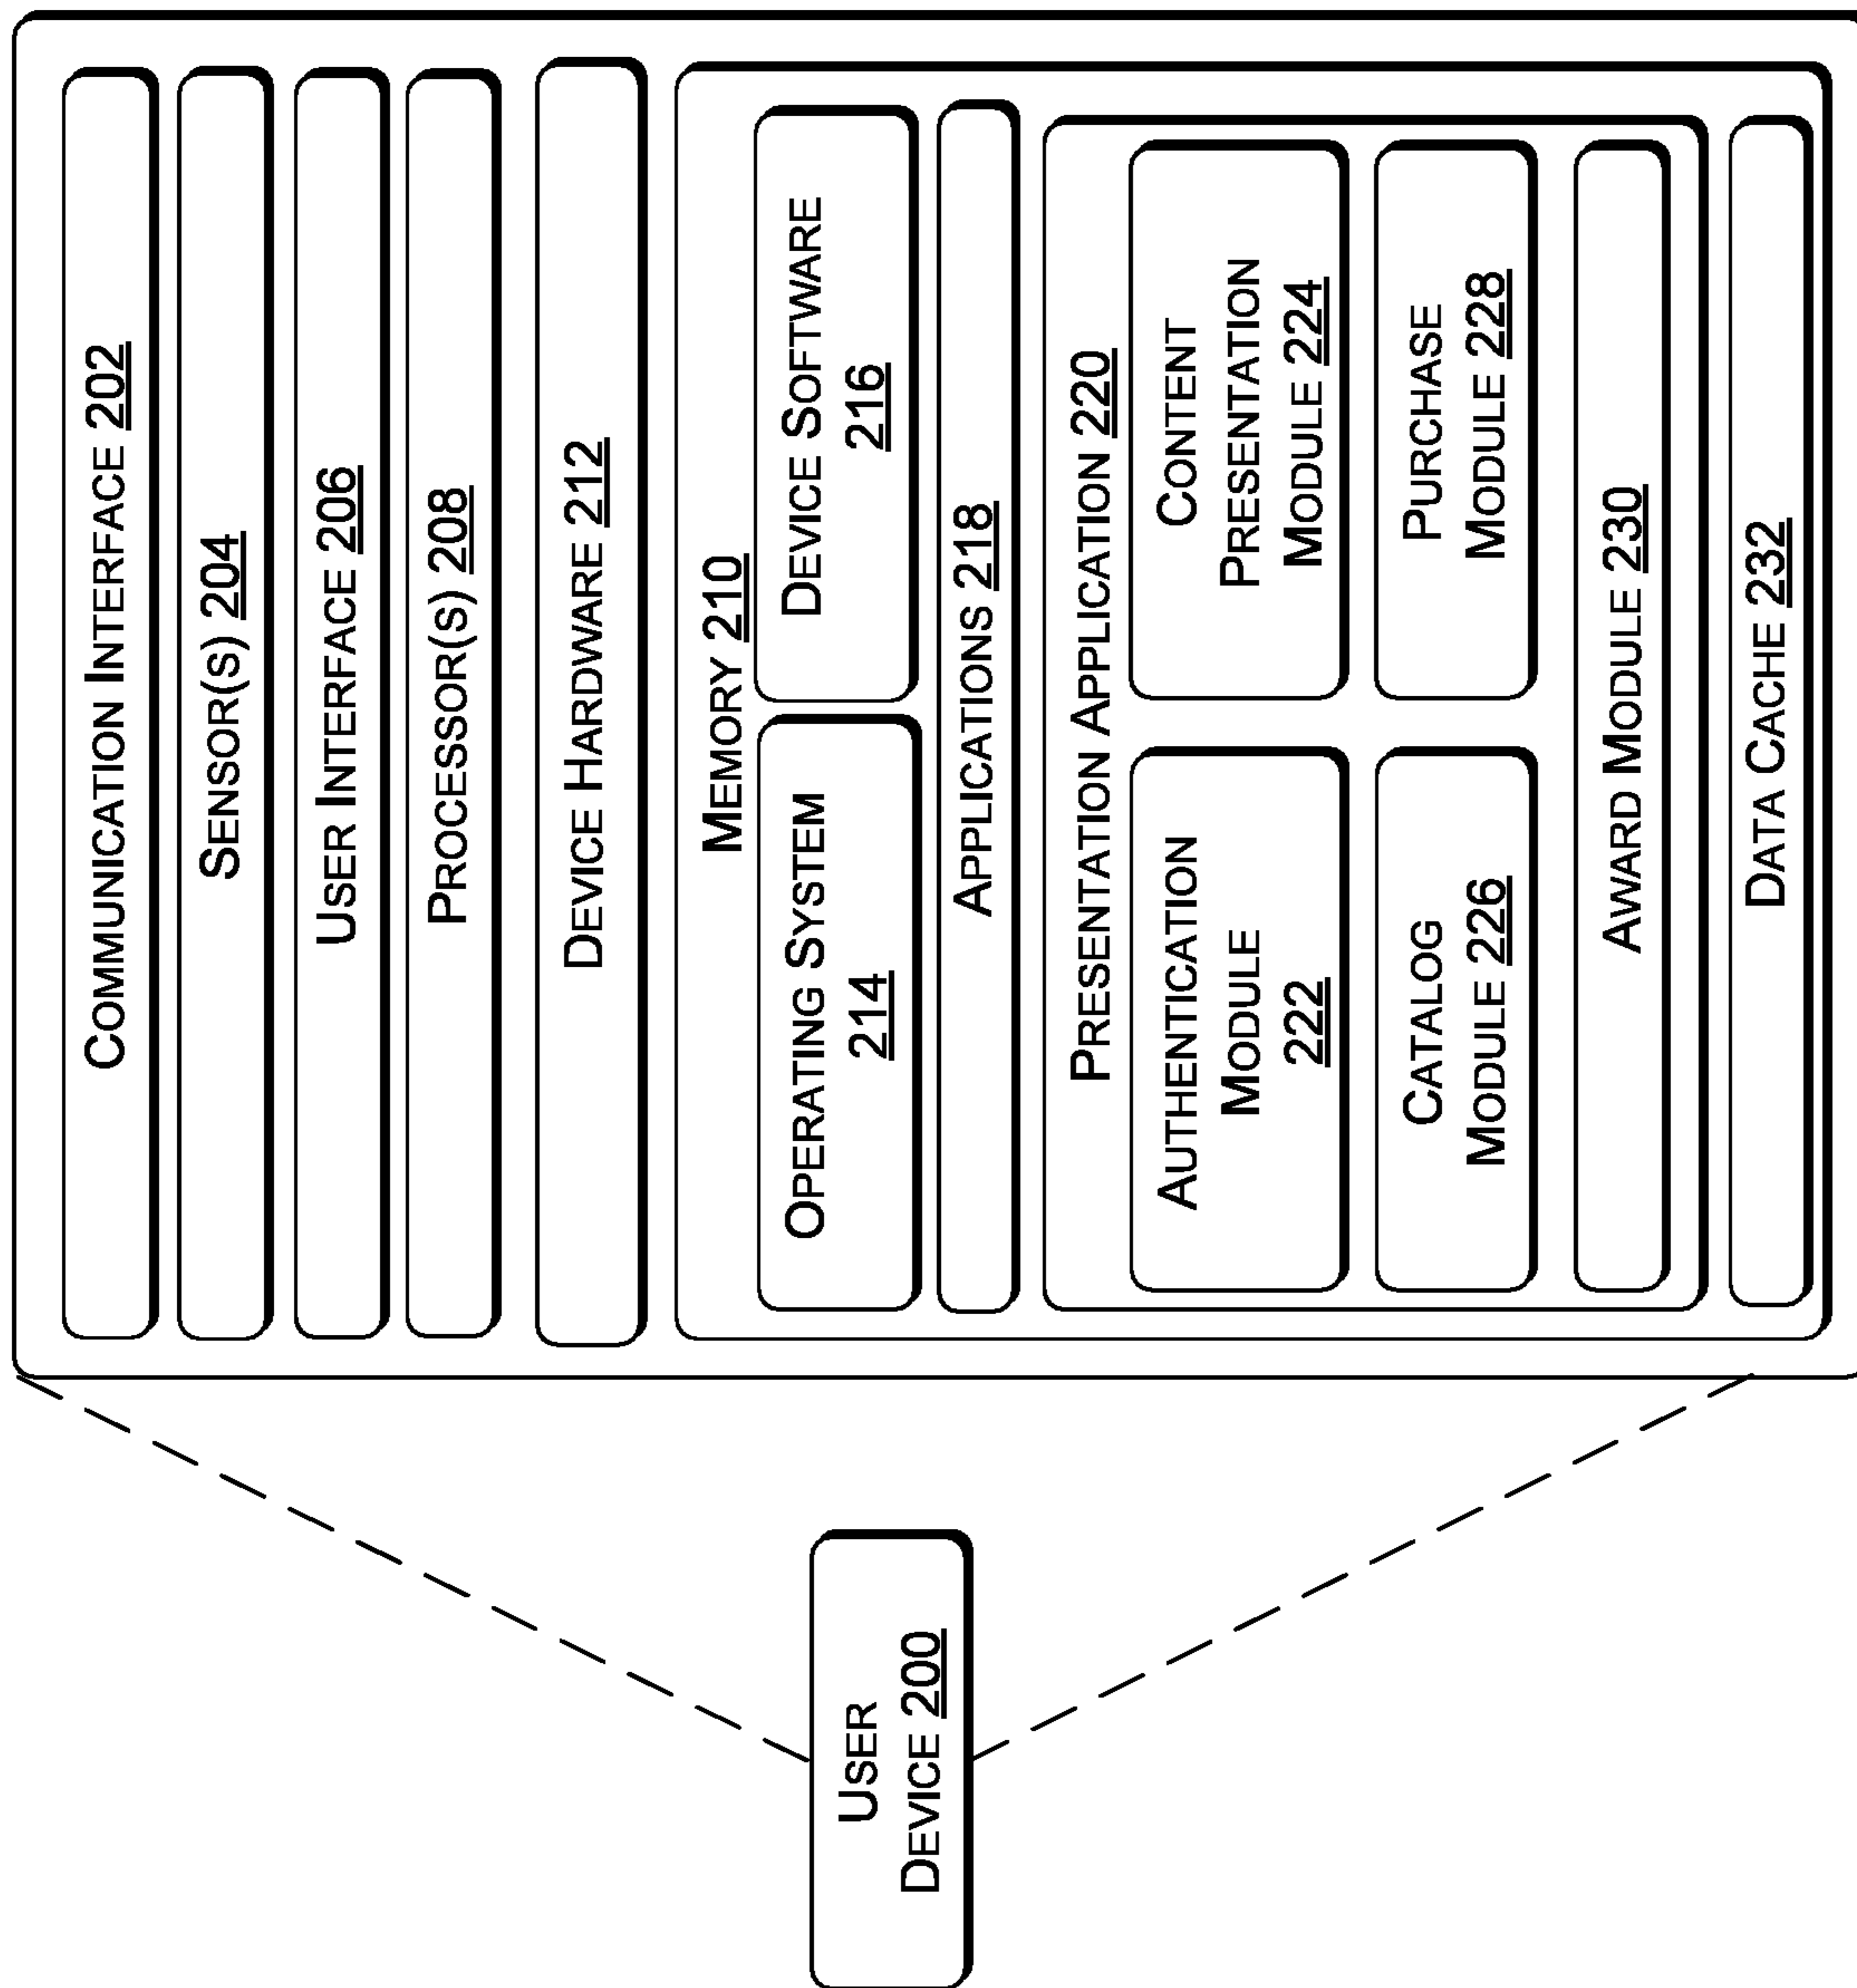 USER
DEVICE 200
COMMUNICATION INTERFACE 202
SENSOR(S) 204
USER INTERFACE 206
PROCESSOR(S) 208
DEVICE HARDWARE 212
MEMORY 210
OPERATING SYSTEM
214
DEVICE SOFTWARE
216
APPLICATIONS 218
PRESENTATION APPLICATION 220
AUTHENTICATION
MODULE
222
CONTENT
PRESENTATION
MODULE 224
CATALOG
MODULE 226
PURCHASE
MODULE 228
AWARD MODULE 230
DATA CACHE 232